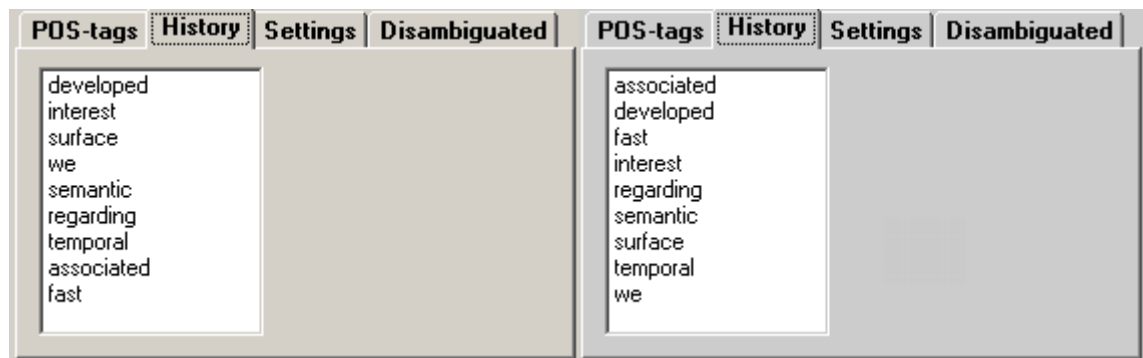 POS-tags History Settings Disambiguated
developed
interest
surface
we
semantic
regarding
temporal
associated
fast
POS-tags History Settings Disambiguated
associated
developed
fast
interest
regarding
semantic
surface
temporal
we